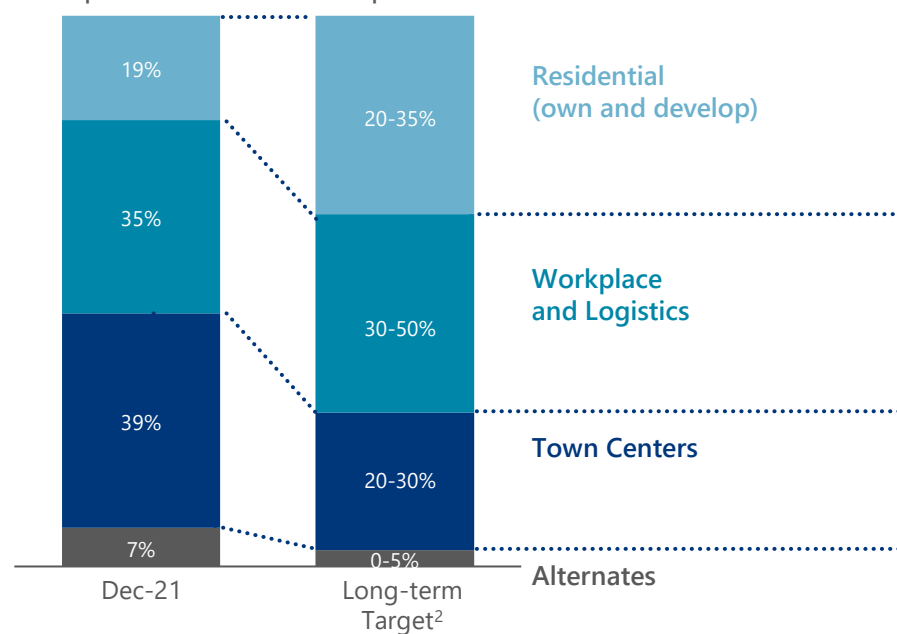 19%
20-35%
Residential
(own and develop)
35%
30-50%
Workplace
and Logistics
39%
20-30%
Town Centers
7%
0-5%
Alternates
Dec-21
Long-term
Target²